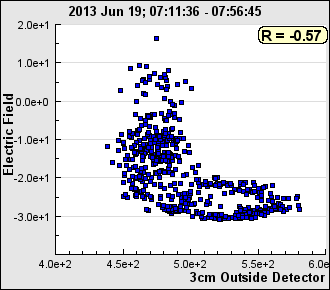 2013 Jun 19; 07:11:36 - 07:56:45
R = -0.57
Electric Field
2.0e+1
1.0e+1
0.0e+0
-1.0e+1
-2.0e+1
-3.0e+1
4.0e+2 4.5e+2 5.0e+2 5.5e+2 6.0e
3cm Outside Detector